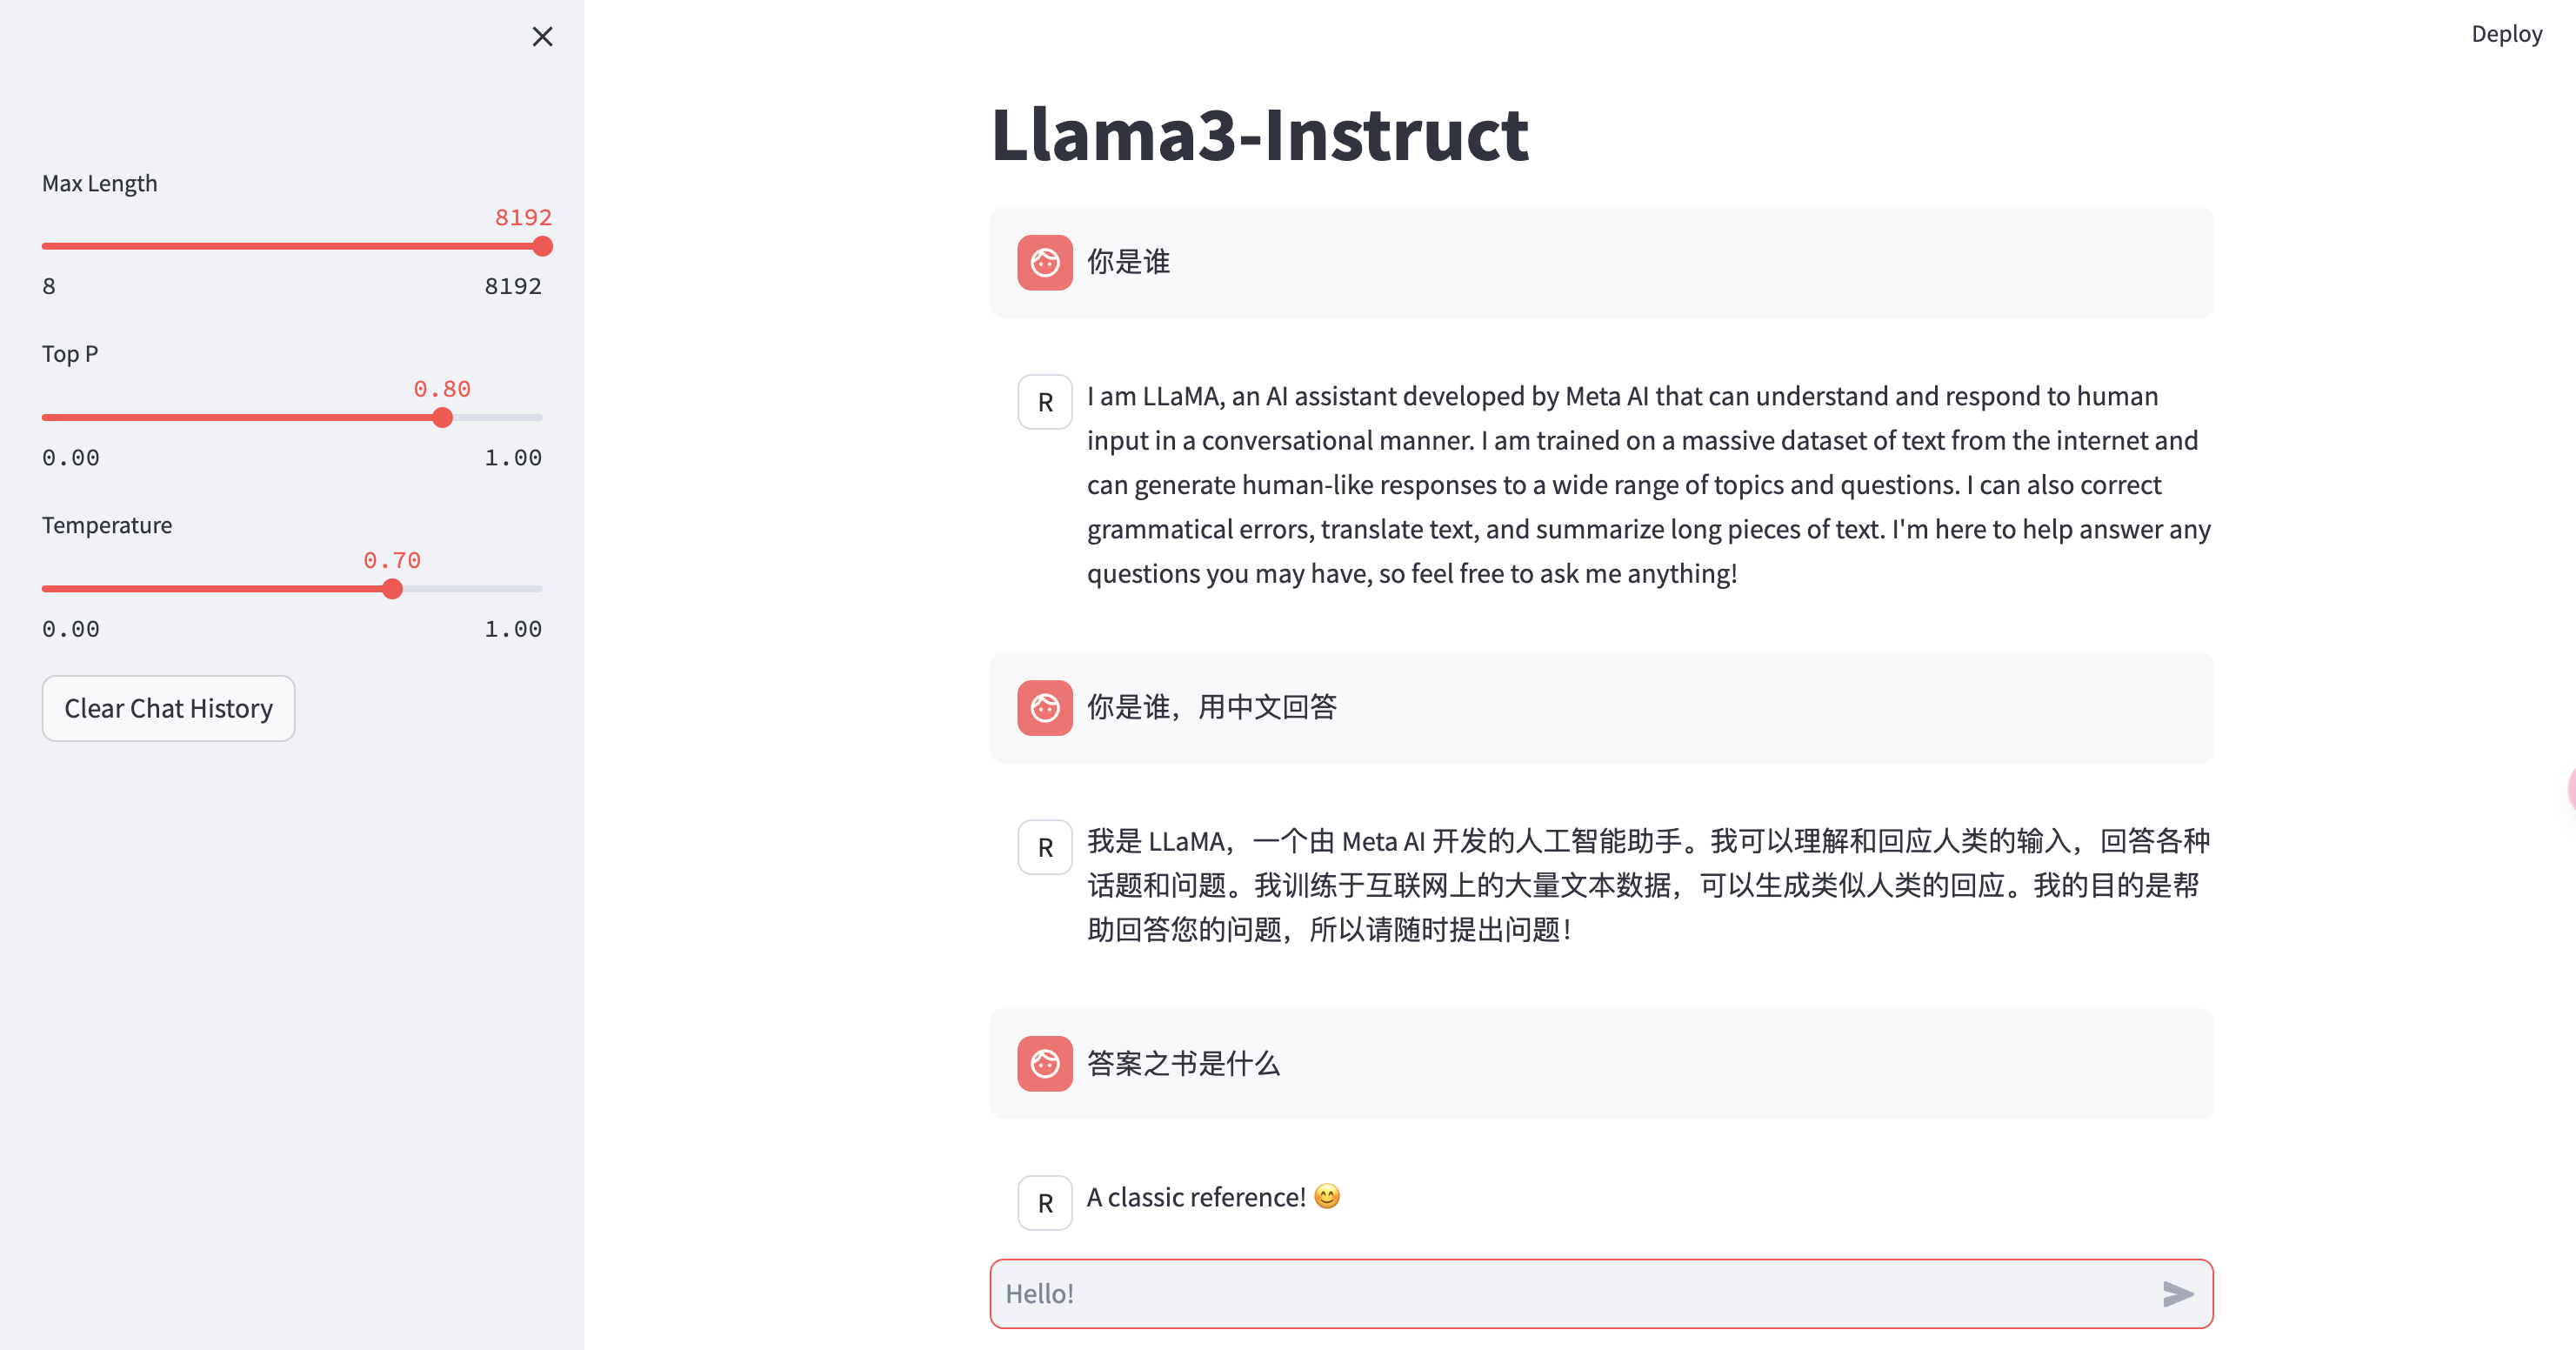 Deploy
Max Length
8192
8 8192
Top P
0.80
0.00 1.00
Temperature
0.70
0.00 1.00
Clear Chat History
Llama3-Instruct
你是谁
R
I am LLaMA, an AI assistant developed by Meta AI that can understand and respond to human
input in a conversational manner. I am trained on a massive dataset of text from the internet and
can generate human-like responses to a wide range of topics and questions. I can also correct
grammatical errors, translate text, and summarize long pieces of text. I'm here to help answer any
questions you may have, so feel free to ask me anything!
你是谁，用中文回答
R
我是 LLaMA，一个由 Meta AI 开发的人工智能助手。我可以理解和回应人类的输入，回答各种
话题和问题。我训练于互联网上的大量文本数据，可以生成类似人类的回应。我的目的是帮
助回答您的问题，所以请随时提出问题！
答案之书是什么
R
A classic reference! 😊
Hello!